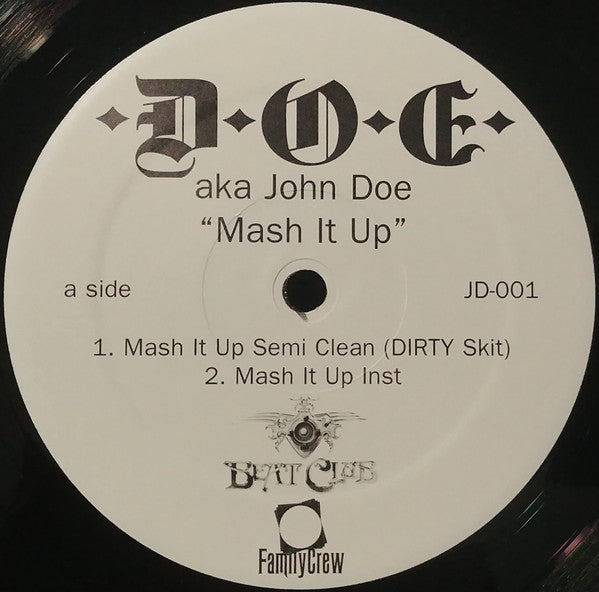 D·O·E
aka John Doe
“Mash It Up”
a side
JD-001
1. Mash It Up Semi Clean (DIRTY Skit)
2. Mash It Up Inst
BEAT CLUB
FamilyCrew